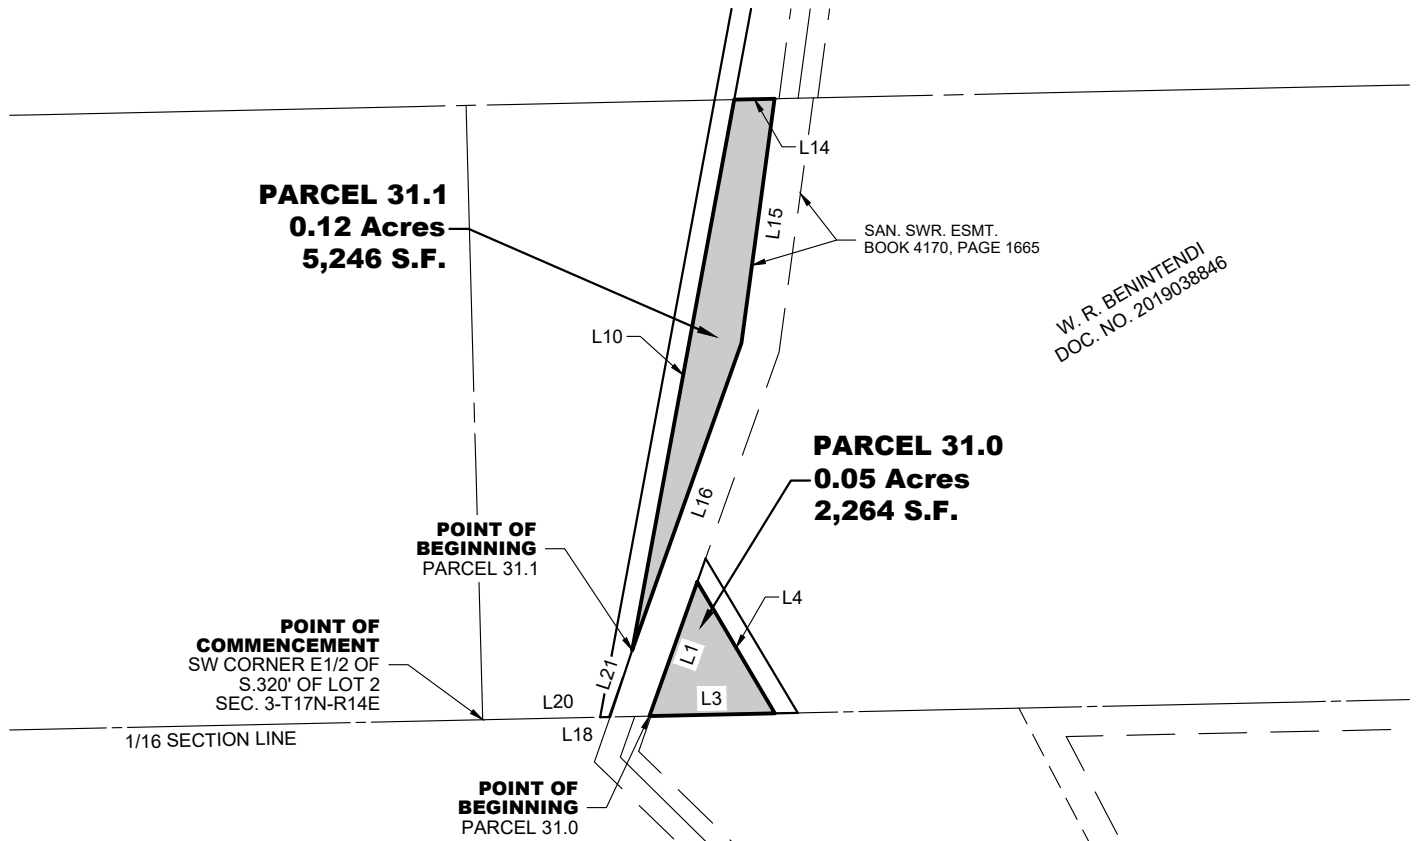 L14
PARCEL 31.1
0.12 Acres
5,246 S.F.
L15
SAN. SWR. ESMT.
BOOK 4170, PAGE 1665
W. R. BENINTENDI
DOC. NO. 2019038846
L10
PARCEL 31.0
0.05 Acres
2,264 S.F.
L16
POINT OF
BEGINNING
PARCEL 31.1
L4
POINT OF
COMMENCEMENT
SW CORNER E1/2 OF
S.320' OF LOT 2
SEC. 3-T17N-R14E
L21
L1
L20
L3
L18
1/16 SECTION LINE
POINT OF
BEGINNING
PARCEL 31.0